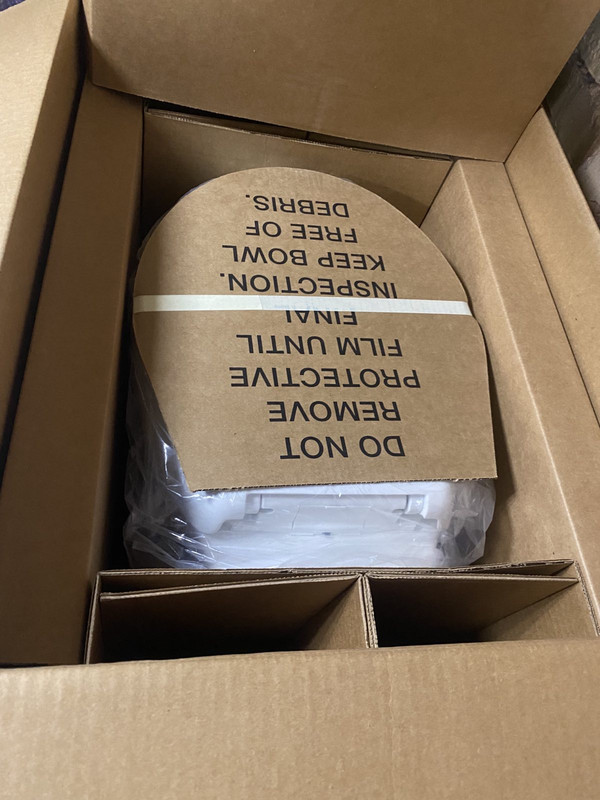 DO NOT
REMOVE
PROTECTIVE
FILM UNTIL
FINAL
INSPECTION.
KEEP BOWL
FREE OF
DEBRIS.